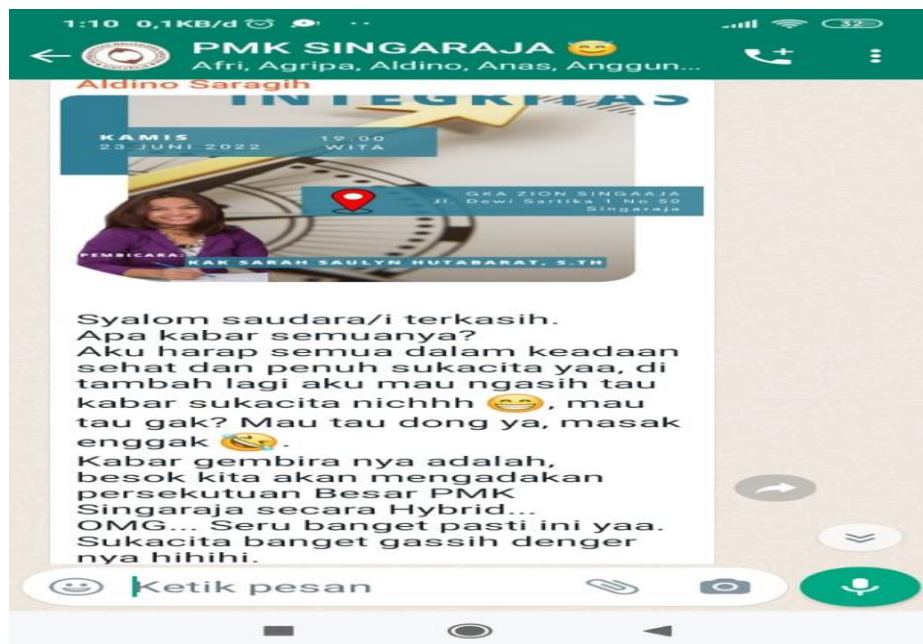 1:10 0,1KB/d
32
PMK SINGARAJA 😅
Afri, Agripa, Aldino, Anas, Anggun...
Aldino Saragih
INTEGRITAS
KAMIS
23 JUNI 2022
19.00
WITA
GKA ZION SINGAAJA
Jl. Dewi Sartika 1 No 50
Singaraja
PEMBICARA:
KAK SARAH SAULYN HUTABARAT, S.TH
Syalom saudara/i terkasih.
Apa kabar semuanya?
Aku harap semua dalam keadaan
sehat dan penuh sukacita yaa, di
tambah lagi aku mau ngasih tau
kabar sukacita nichhh 😁, mau
tau gak? Mau tau dong ya, masak
enggak 🤣.
Kabar gembira nya adalah,
besok kita akan mengadakan
persekutuan Besar PMK
Singaraja secara Hybrid...
OMG... Seru banget pasti ini yaa.
Sukacita banget gassih denger
nya hihihi.
Ketik pesan